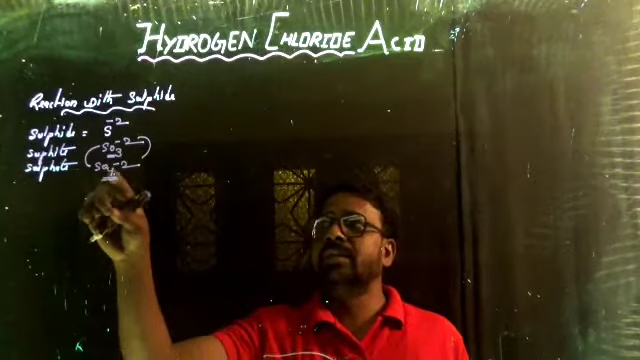 HYDROGEN CHLORIDE ACID
Reaction with Sulphide
Sulphide = S⁻²
Sulphite SO₃⁻²
Sulphate SO₄⁻²